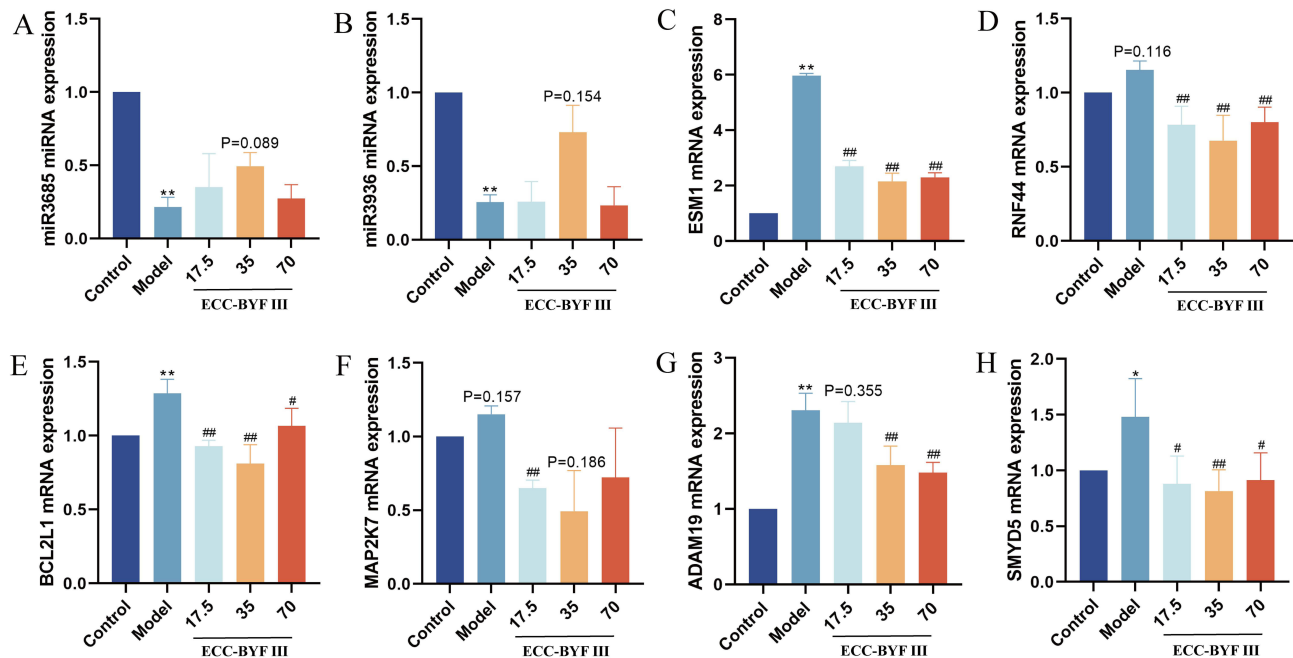 A
miR3685 miRNA expression
1.5
1.0
0.5
0.0
**
P=0.089
Control
Model
17.5
35
70
ECC-BYF III
B
miR3936 miRNA expression
1.5
1.0
0.5
0.0
**
P=0.154
Control
Model
17.5
35
70
ECC-BYF III
C
ESM1 mRNA expression
8
6
4
2
0
**
##
##
##
Control
Model
17.5
35
70
ECC-BYF III
D
RNF44 mRNA expression
1.5
1.0
0.5
0.0
P=0.116
##
##
##
Control
Model
17.5
35
70
ECC-BYF III
E
BCL2L1 mRNA expression
1.5
1.0
0.5
0.0
**
##
##
#
Control
Model
17.5
35
70
ECC-BYF III
F
MAP2K7 mRNA expression
1.5
1.0
0.5
0.0
P=0.157
##
P=0.186
Control
Model
17.5
35
70
ECC-BYF III
G
ADAM19 mRNA expression
3
2
1
0
**
P=0.355
##
##
Control
Model
17.5
35
70
ECC-BYF III
H
SMYD5 mRNA expression
2.0
1.5
1.0
0.5
0.0
*
#
##
#
Control
Model
17.5
35
70
ECC-BYF III